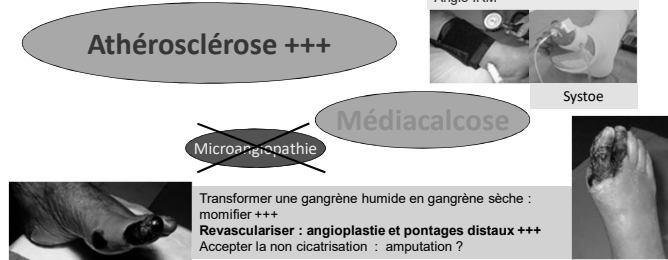 Angio-IRM
Athérosclérose +++
Systoe
Médiacalcose
Microangiopathie
Transformer une gangrène humide en gangrène sèche :
momifier +++
Revasculariser : angioplastie et pontages distaux +++
Accepter la non cicatrisation : amputation ?